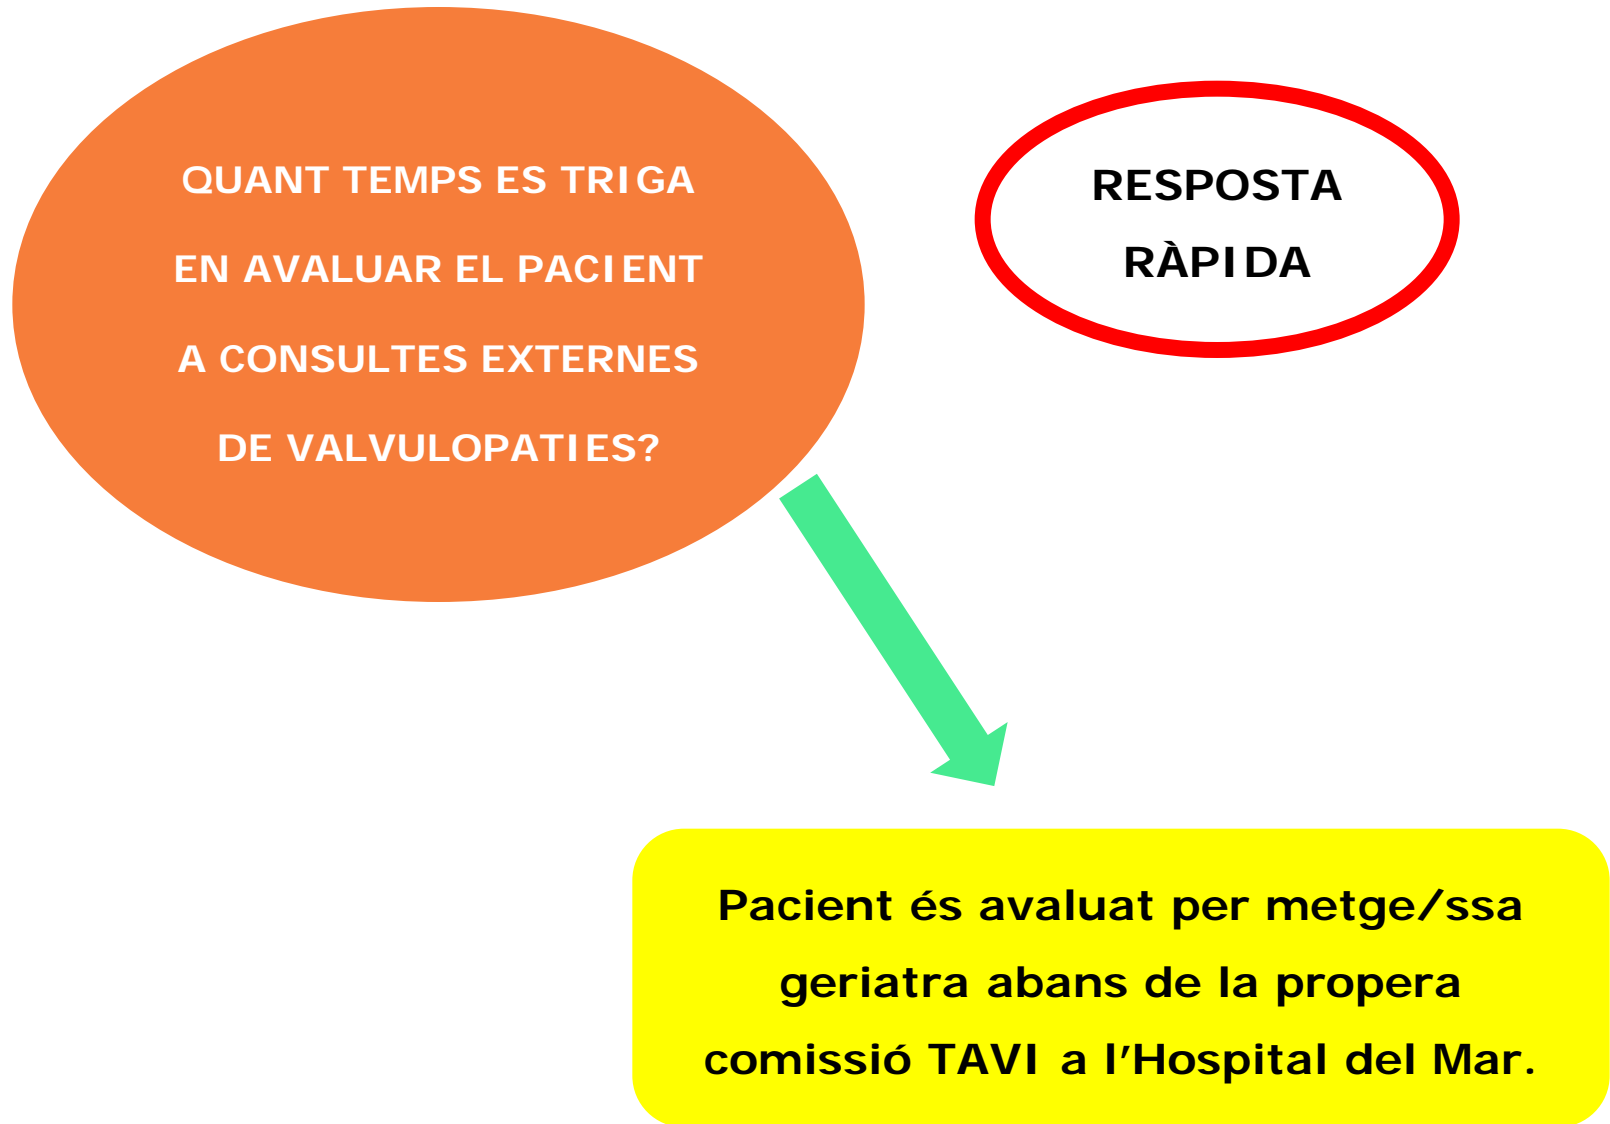 QUANT TEMPS ES TRIGA
EN AVALUAR EL PACIENT
A CONSULTES EXTERNES
DE VALVULOPATIES?
RESPOSTA
RÀPIDA
Pacient és avaluat per metge/ssa
geriatra abans de la propera
comissió TAVI a l’Hospital del Mar.